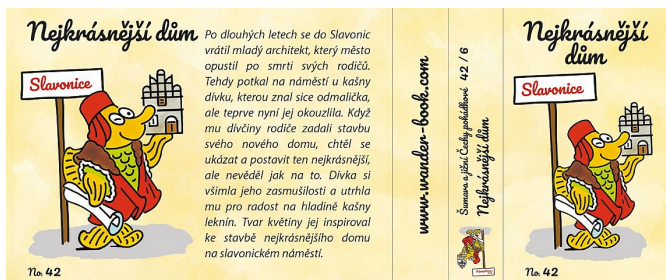 Nejkrásnější dům
Slavonice
No. 42
Po dlouhých letech se do Slavonic
vrátil mladý architekt, který město
opustil po smrti svých rodičů.
Tehdy potkal na náměstí u kašny
dívku, kterou znal sice odmalička,
ale teprve nyní jej okouzlila. Když
mu dívčiny rodiče zadali stavbu
svého nového domu, chtěl se
ukázat a postavit ten nejkrásnější,
ale nevěděl jak na to. Dívka si
všimla jeho zasmušilosti a utrhla
mu pro radost na hladině kašny
leknín. Tvar květiny jej inspiroval
ke stavbě nejkrásnějšího domu
na slavonickém náměstí.
www.wander-book.com
Šumava a jižní Čechy pohádkové 42 / 6
Nejkrásnější dům
Slavonice
Nejkrásnější
dům
Slavonice
No. 42